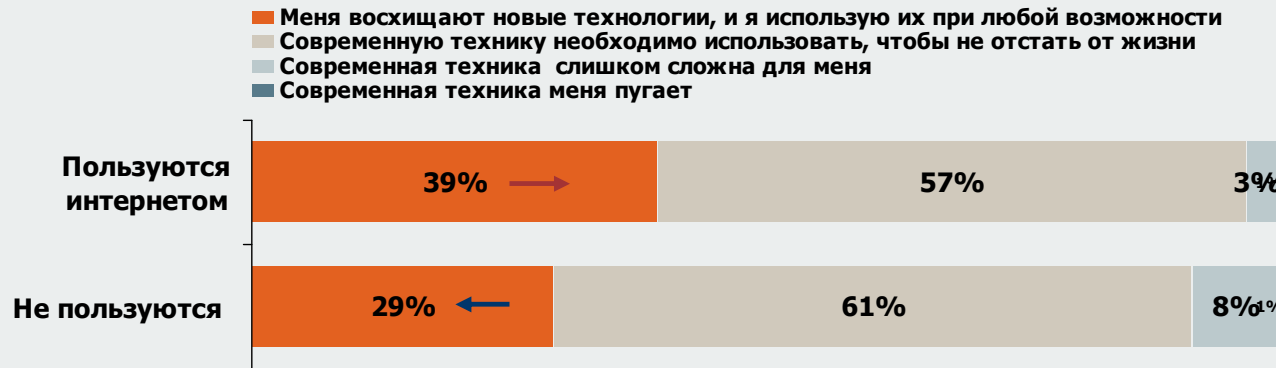 Меня восхищают новые технологии, и я использую их при любой возможности
Современную технику необходимо использовать, чтобы не отстать от жизни
Современная техника слишком сложна для меня
Современная техника меня пугает
Пользуются
интернетом
39%
57%
3%
Не пользуются
29%
61%
8%
1%